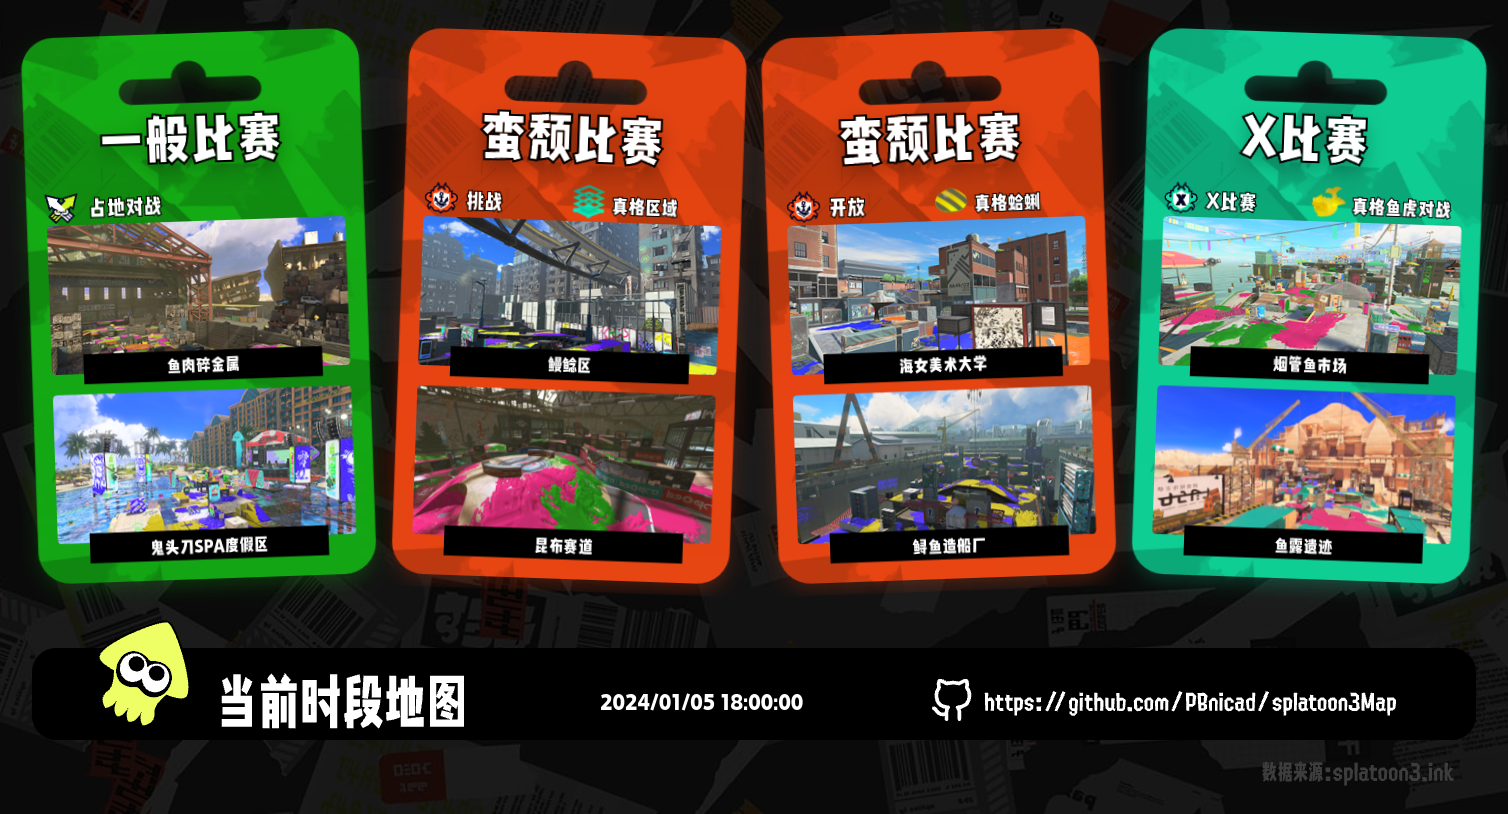 一般比赛
占地对战
鱼肉碎金属
鬼头刀SPA度假区
蛮颓比赛
挑战
真格区域
鳗鲶区
昆布赛道
蛮颓比赛
开放
真格蛤蜊
海女美术大学
鲟鱼造船厂
X比赛
X比赛
真格鱼虎对战
烟管鱼市场
鱼露遗迹
当前时段地图
2024/01/05 18:00:00
https://github.com/PBnicad/splatoon3Map
数据来源:splatoon3.ink